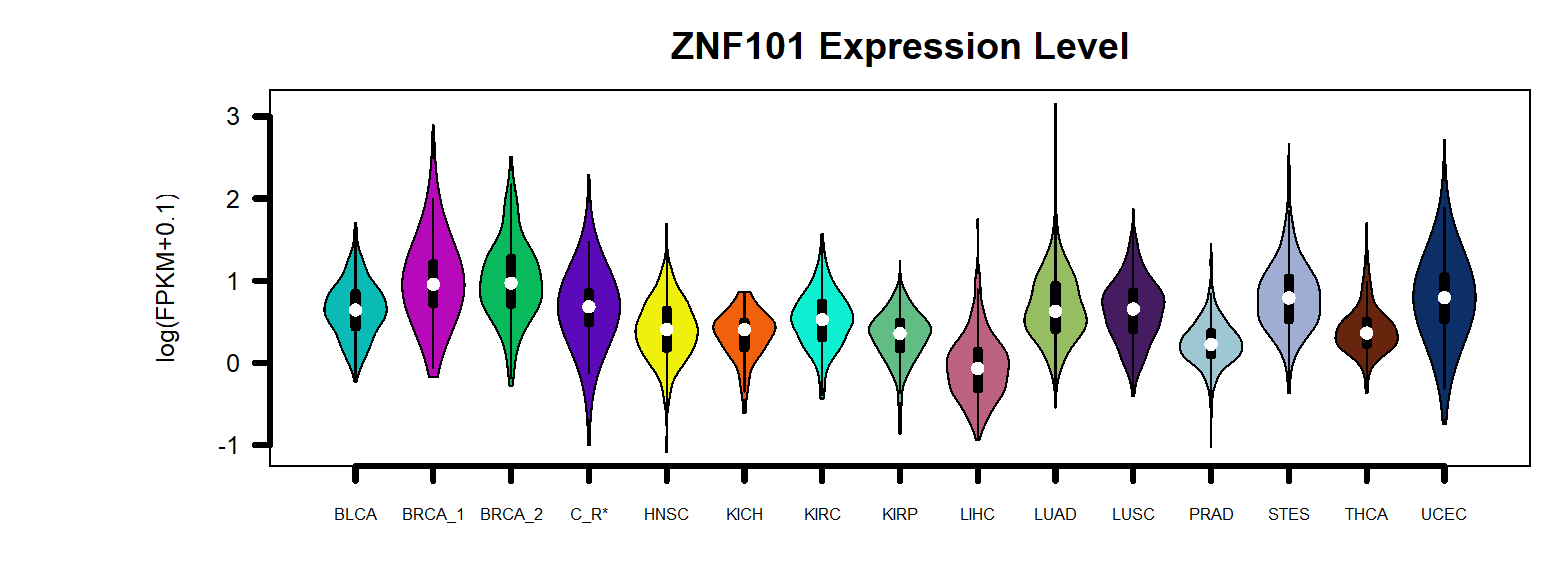 ZNF101 Expression Level
log(FPKM+0.1)
3
2
1
0
-1
BLCA BRCA_1 BRCA_2 C_R* HNSC KICH KIRC KIRP LIHC LUAD LUSC PRAD STES THCA UCEC